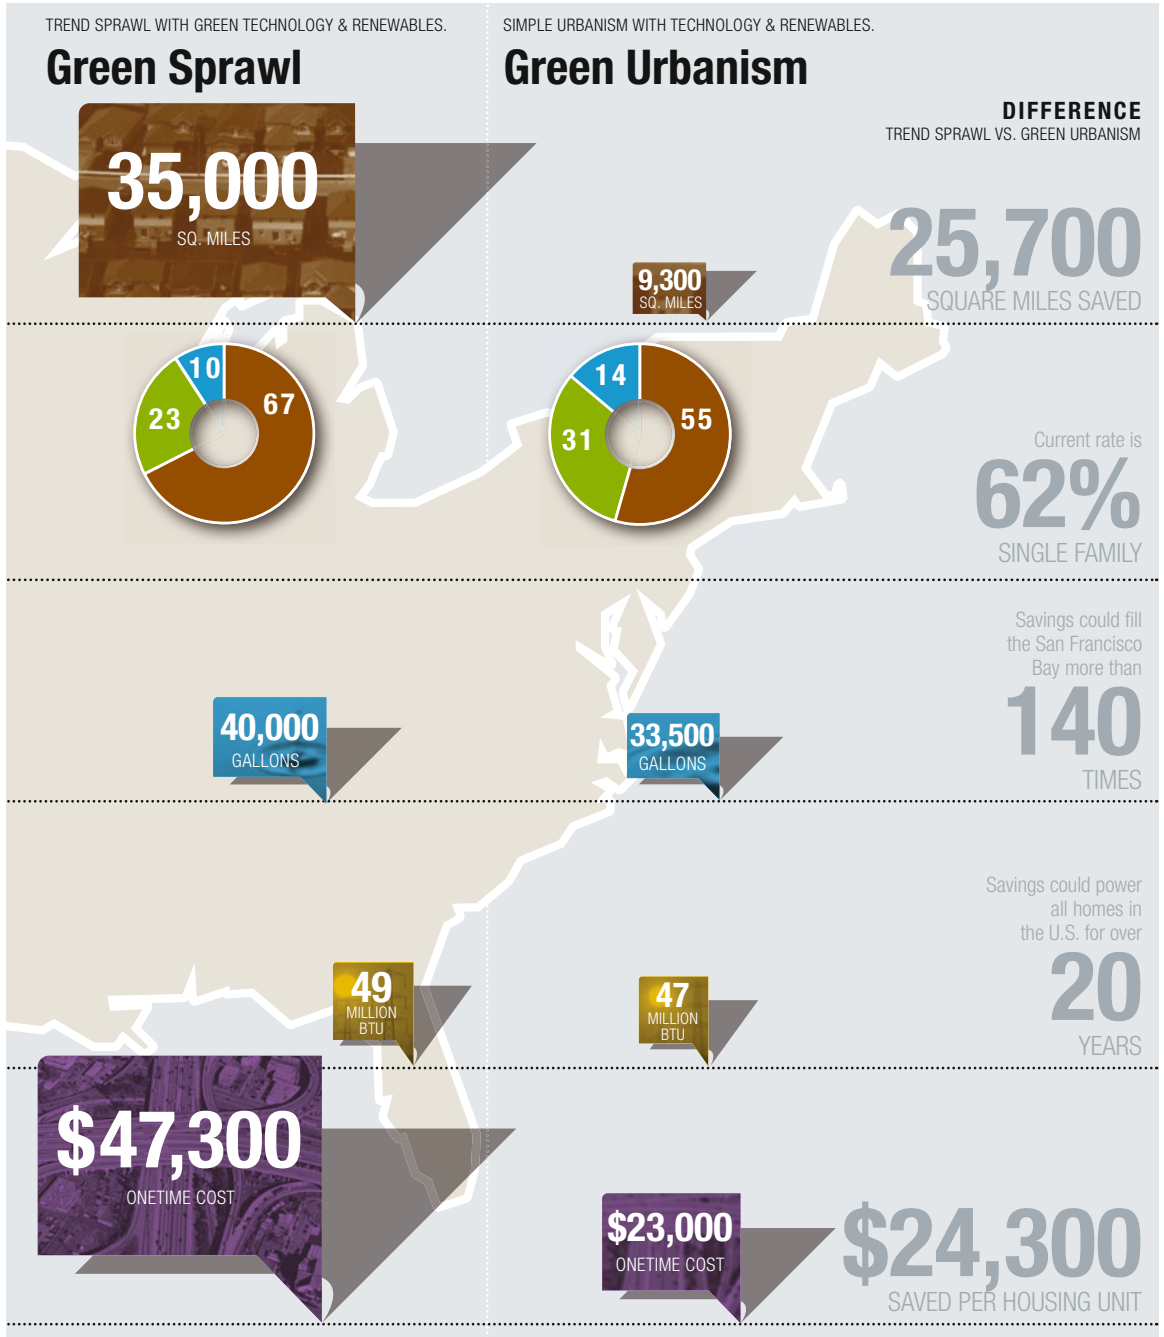 TREND SPRAWL WITH GREEN TECHNOLOGY & RENEWABLES.
Green Sprawl
SIMPLE URBANISM WITH TECHNOLOGY & RENEWABLES.
Green Urbanism
DIFFERENCE
TREND SPRAWL VS. GREEN URBANISM
35,000
SQ. MILES
9,300
SQ. MILES
25,700
SQUARE MILES SAVED
10
23
67
14
31
55
Current rate is
62%
SINGLE FAMILY
40,000
GALLONS
33,500
GALLONS
Savings could fill
the San Francisco
Bay more than
140
TIMES
49
MILLION
BTU
47
MILLION
BTU
Savings could power
all homes in
the U.S. for over
20
YEARS
$47,300
ONETIME COST
$23,000
ONETIME COST
$24,300
SAVED PER HOUSING UNIT